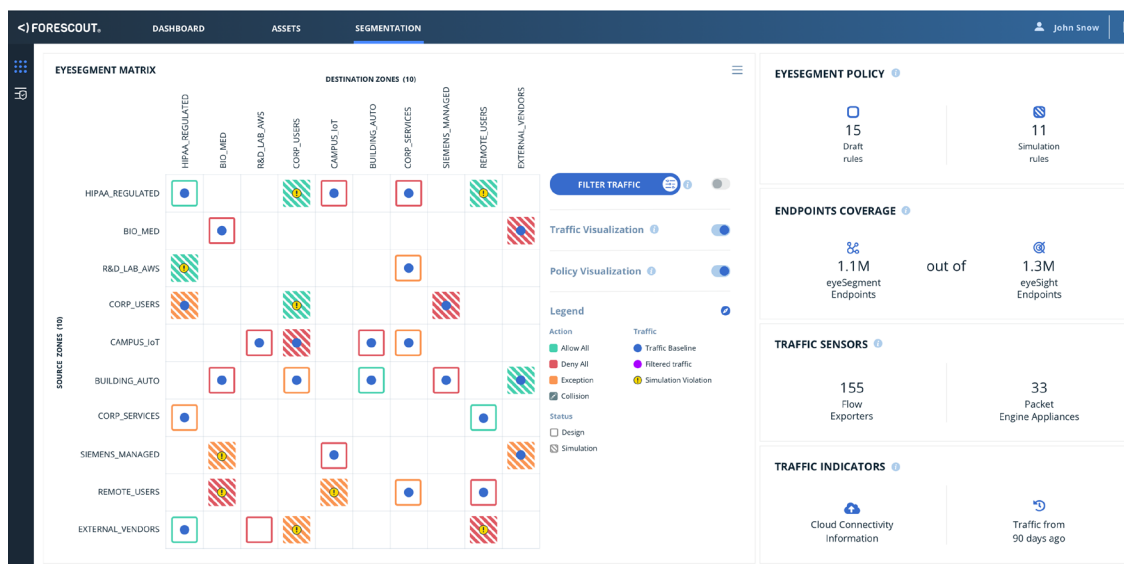 <) FORESCOUT.
DASHBOARD
ASSETS
SEGMENTATION
John Snow
EYESEGMENT MATRIX
DESTINATION ZONES (10)
HIPAA_REGULATED
BIO_MED
R&D_LAB_AWS
CORP_USERS
CAMPUS_IoT
BUILDING_AUTO
CORP_SERVICES
SIEMENS_MANAGED
REMOTE_USERS
EXTERNAL_VENDORS
SOURCE ZONES (10)
HIPAA_REGULATED
BIO_MED
R&D_LAB_AWS
CORP_USERS
CAMPUS_IoT
BUILDING_AUTO
CORP_SERVICES
SIEMENS_MANAGED
REMOTE_USERS
EXTERNAL_VENDORS
FILTER TRAFFIC
Traffic Visualization
Policy Visualization
Legend
Action
Allow All
Deny All
Exception
Collision
Status
Design
Simulation
Traffic
Traffic Baseline
Filtered traffic
Simulation Violation
EYESEGMENT POLICY
15
Draft
rules
11
Simulation
rules
ENDPOINTS COVERAGE
1.1M
eyeSegment
Endpoints
out of
1.3M
eyeSight
Endpoints
TRAFFIC SENSORS
155
Flow
Exporters
33
Packet
Engine Appliances
TRAFFIC INDICATORS
Cloud Connectivity
Information
Traffic from
90 days ago